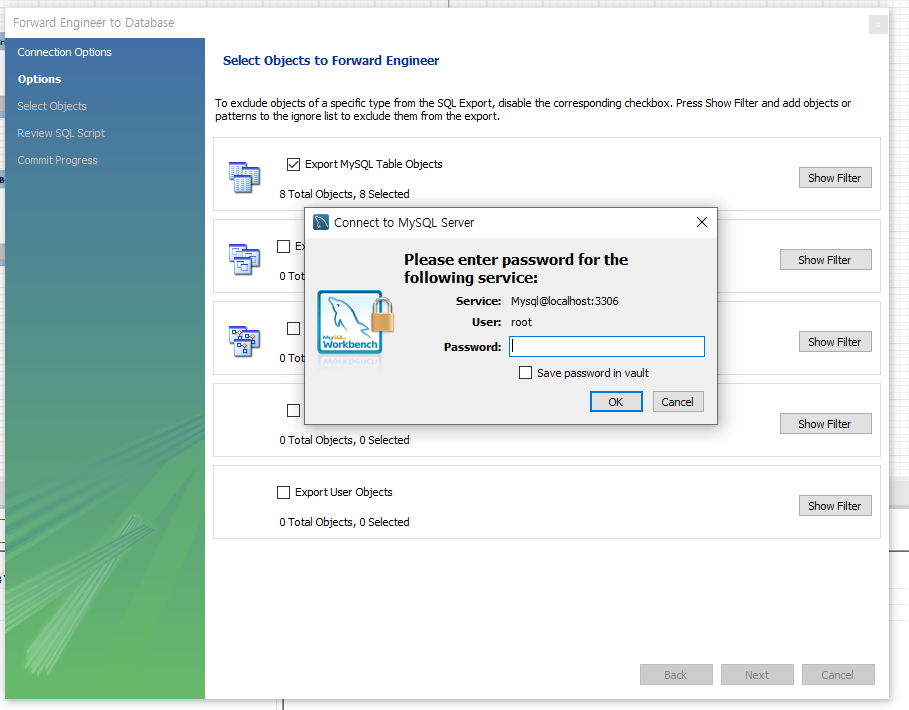 Forward Engineer to Database
Connection Options
Options
Select Objects
Review SQL Script
Commit Progress
Select Objects to Forward Engineer
To exclude objects of a specific type from the SQL Export, disable the corresponding checkbox. Press Show Filter and add objects or
patterns to the ignore list to exclude them from the export.
Export MySQL Table Objects
Show Filter
8 Total Objects, 8 Selected
Connect to MySQL Server
Please enter password for the
following service:
Service: Mysql@localhost:3306
User: root
Password:
Save password in vault
OK
Cancel
MySQL
Workbench
Ex
Show Filter
0 Tot
Show Filter
0 Tot
Show Filter
0 Total Objects, 0 Selected
Export User Objects
Show Filter
0 Total Objects, 0 Selected
Back
Next
Cancel